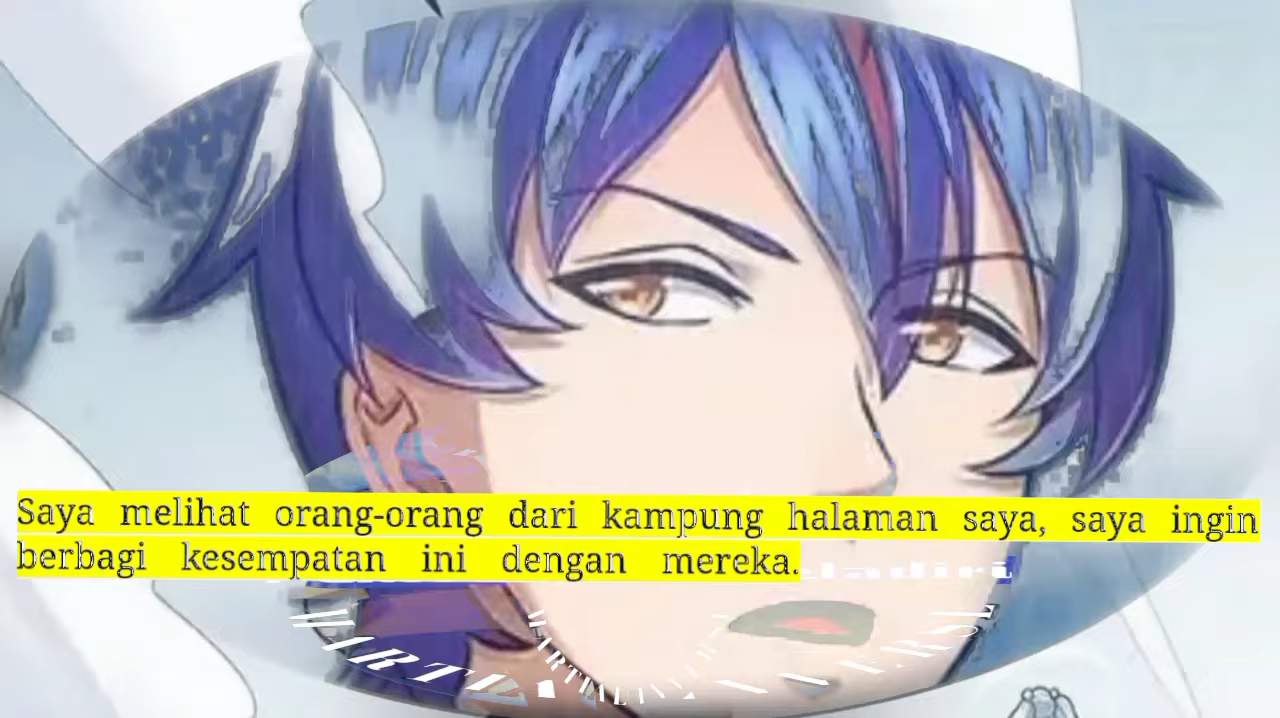 Saya melihat orang-orang dari kampung halaman saya, saya ingin
berbagi kesempatan ini dengan mereka.